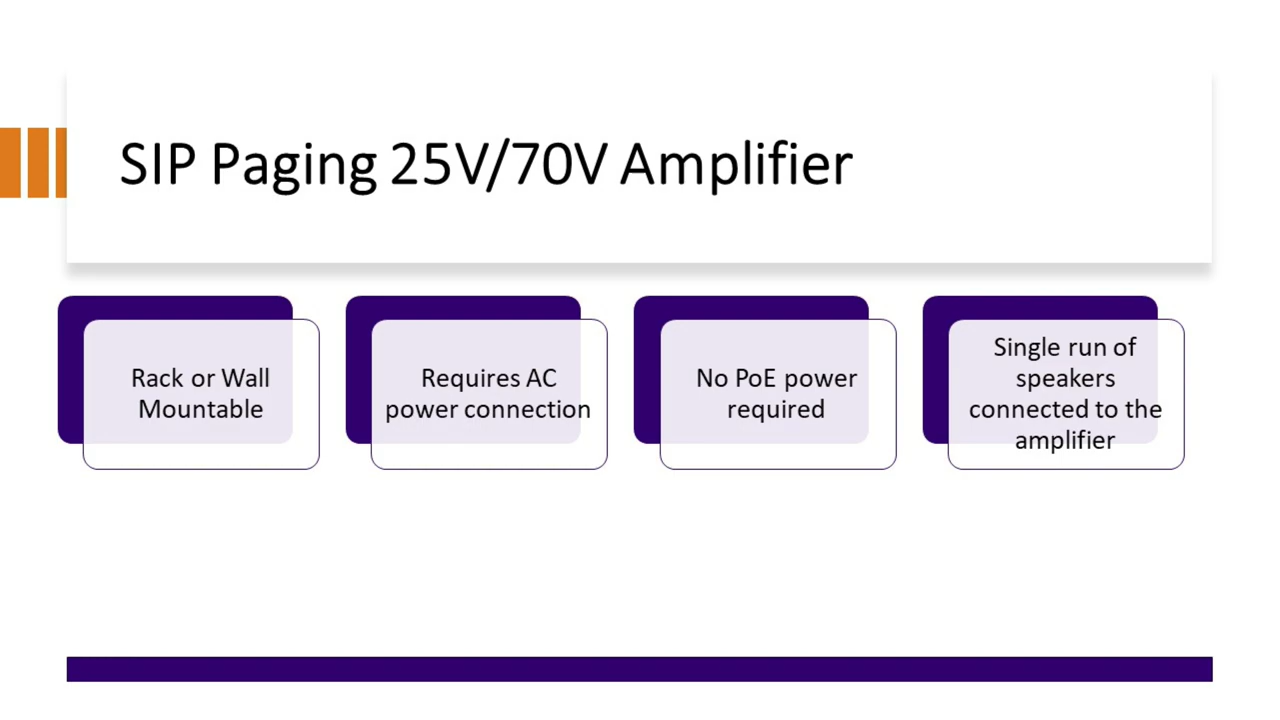 SIP Paging 25V/70V Amplifier
Rack or Wall
Mountable
Requires AC
power connection
No PoE power
required
Single run of
speakers
connected to the
amplifier